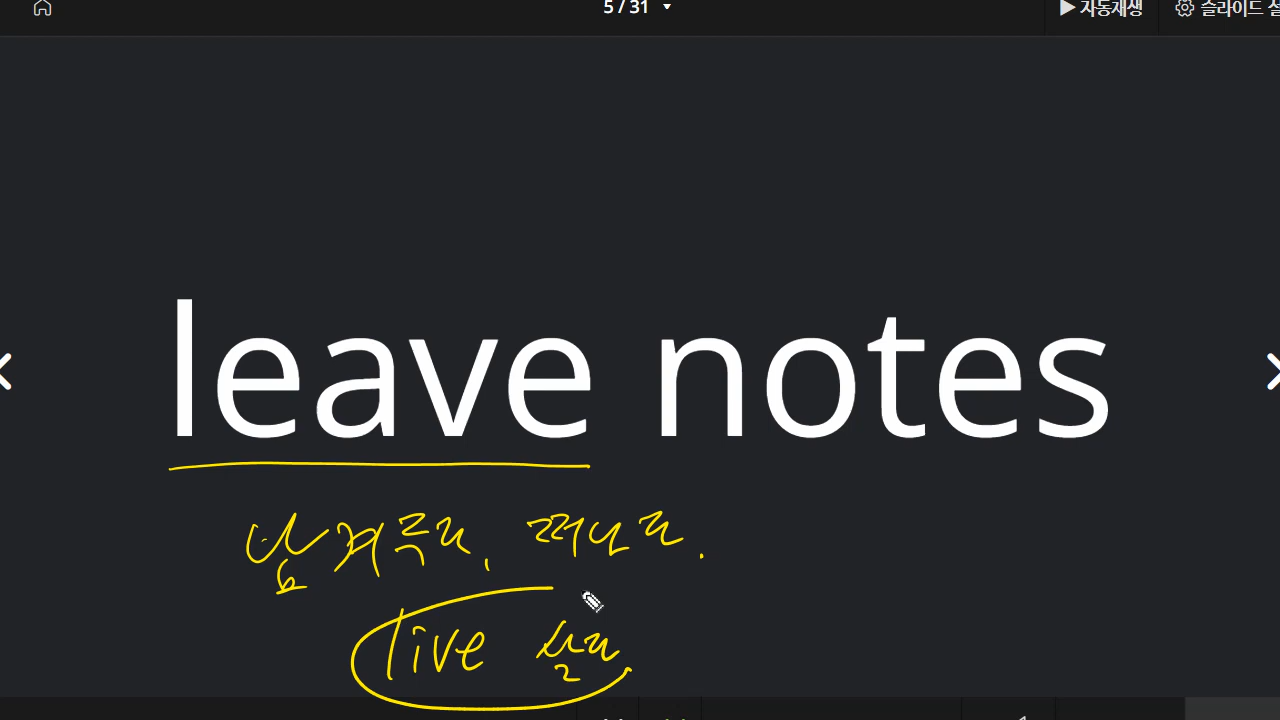 5 / 31
자동재생
슬라이드
leave notes
남겨두다, 떠나다.
live 살다